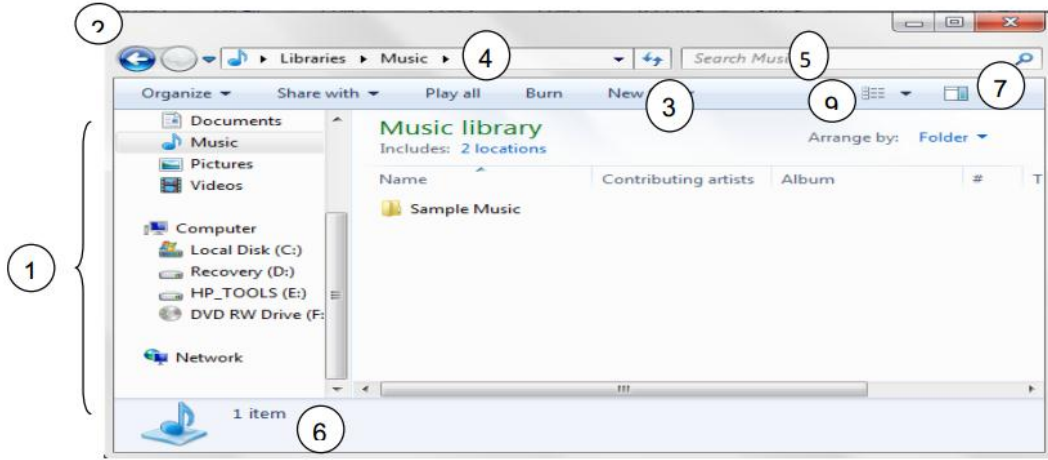 2
Libraries Music 4 Search Mus 5
Organize Share with Play all Burn New 3 9 7
Documents
Music
Pictures
Videos
Computer
Local Disk (C:)
Recovery (D:)
HP_TOOLS (E:)
DVD RW Drive (F:
Network
1
Music library
Includes: 2 locations
Arrange by: Folder
Name Contributing artists Album # T
Sample Music
1 item 6